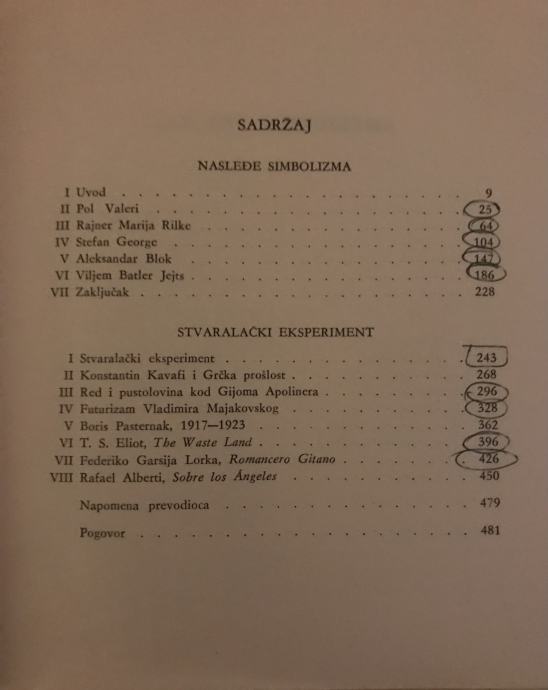 SADRŽAJ
NASLEĐE SIMBOLIZMA
I Uvod . . . . . . . . . . . . . . . . . . . . 9
II Pol Valeri . . . . . . . . . . . . . . . . . . 25
III Rajner Marija Rilke . . . . . . . . . . . . . . 64
IV Stefan George . . . . . . . . . . . . . . . . 104
V Aleksandar Blok . . . . . . . . . . . . . . . 147
VI Viljem Batler Jejts . . . . . . . . . . . . . . . 186
VII Zaključak . . . . . . . . . . . . . . . . . . 228
STVARALAČKI EKSPERIMENT
I Stvaralački eksperiment . . . . . . . . . . . . . 243
II Konstantin Kavafi i Grčka prošlost . . . . . . . . . 268
III Red i pustolovina kod Gijoma Apolinera . . . . . . . 296
IV Futurizam Vladimira Majakovskog . . . . . . . . . 328
V Boris Pasternak, 1917—1923 . . . . . . . . . . . 362
VI T. S. Eliot, The Waste Land . . . . . . . . . . . 396
VII Federiko Garsija Lorka, Romancero Gitano . . . . . . 426
VIII Rafael Alberti, Sobre los Ángeles . . . . . . . . . 450
Napomena prevodioca . . . . . . . . . . . . . 479
Pogovor . . . . . . . . . . . . . . . . . . 481